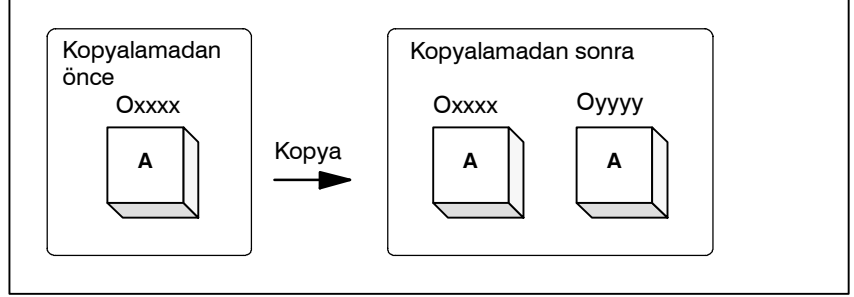 Kopyalamadan
önce
Oxxxx
A
Kopya
Kopyalamadan sonra
Oxxxx
Oyyyy
A
A